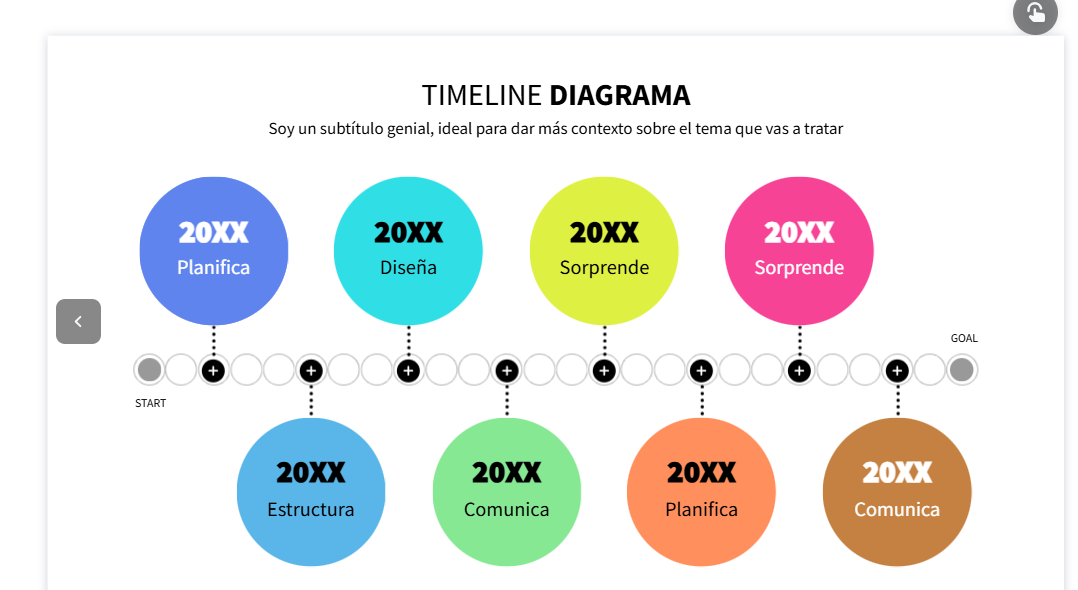 TIMELINE DIAGRAMA
Soy un subtítulo genial, ideal para dar más contexto sobre el tema que vas a tratar
20XX
Planifica
20XX
Diseña
20XX
Sorprende
20XX
Sorprende
GOAL
START
20XX
Estructura
20XX
Comunica
20XX
Planifica
20XX
Comunica